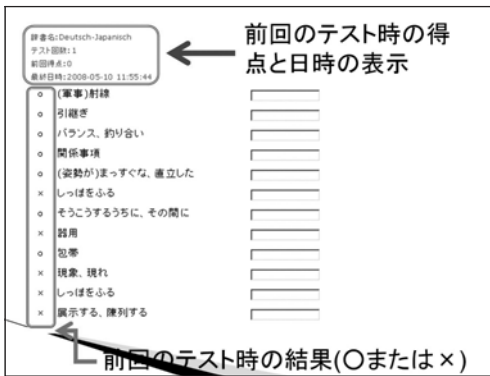 辞書名:Deutsch-Japanisch
テスト回数:1
前回得点:0
最終日時:2008-05-10 11:55:44
前回のテスト時の得
点と日時の表示
○ (軍事)射線
○ 引継ぎ
○ バランス、釣り合い
○ 関係事項
○ (姿勢が)まっすぐな、直立した
× しっぽをふる
○ そうこうするうちに、その間に
× 器用
○ 包帯
× 現象、現れ
× しっぽをふる
× 展示する、陳列する
前回のテスト時の結果(〇または×)